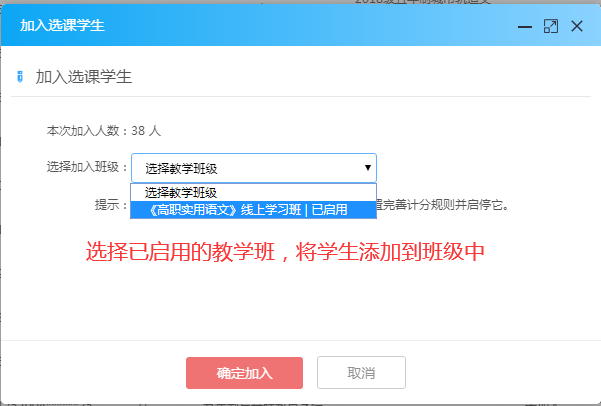 加入选课学生
加入选课学生
本次加入人数：38 人
选择加入班级： 选择教学班级
选择教学班级
《高职实用语文》线上学习班 | 已启用
提示： 置完善计分规则并启停它。
选择已启用的教学班，将学生添加到班级中
确定加入 取消